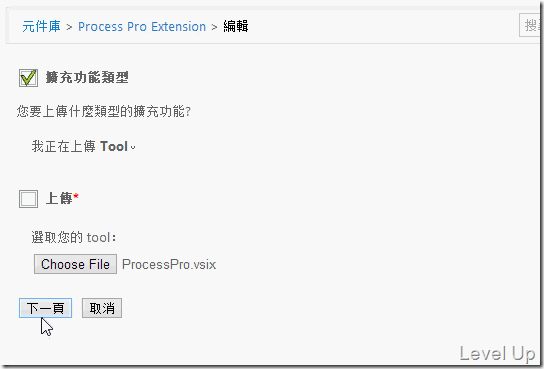 元件庫 > Process Pro Extension > 編輯
擴充功能類型
您要上傳什麼類型的擴充功能?
我正在上傳 Tool。
上傳*
選取您的 tool：
Choose File ProcessPro.vsix
下一頁 取消
Level Up